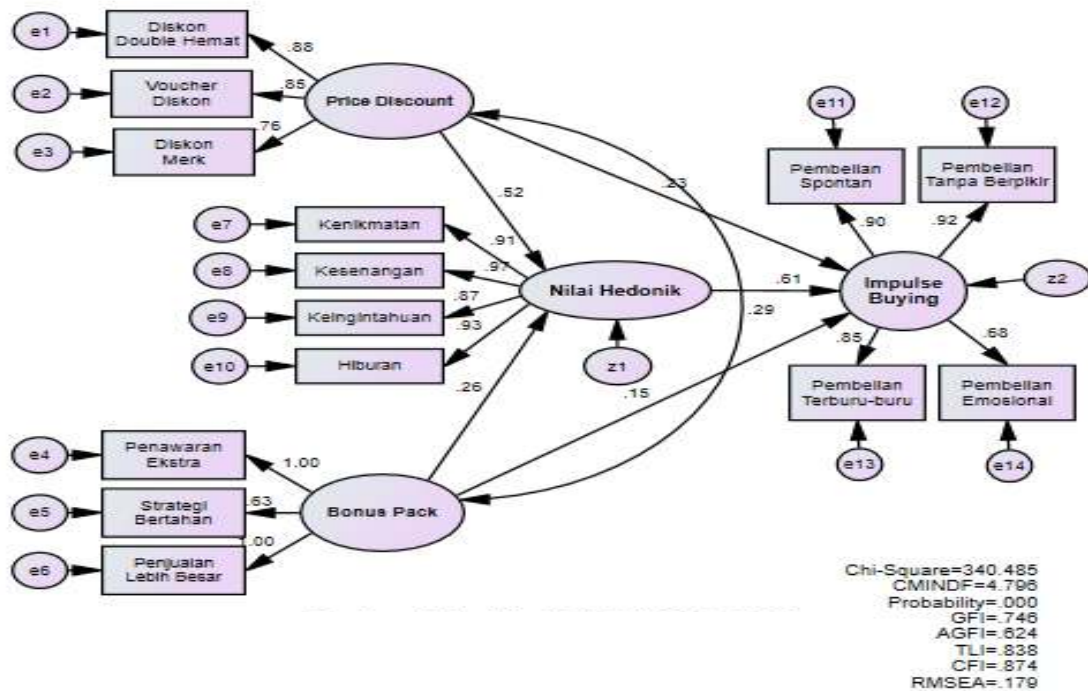 e1
Diskon
Double Hemat
.88
e2
Voucher
Diskon
.85
Price Discount
e3
Diskon
Merk
.76
e11
e12
Pembelian
Spontan
Pembelian
Tanpa Berpikir
.52
.23
.90
.92
e7
Kenikmatan
.91
e8
Kesenangan
.97
e9
Keingintahuan
.87
e10
Hiburan
.93
Nilai Hedonik
.61
Impulse
Buying
z2
.29
z1
.26
.15
.85
.68
Pembelian
Terburu-buru
Pembelian
Emosional
e13
e14
e4
Penawaran
Ekstra
1.00
e5
Strategi
Bertahan
.63
Bonus Pack
e6
Penjualan
Lebih Besar
1.00
Chi-Square=340.485
CMINDF=4.796
Probability=.000
GFI=.746
AGFI=.624
TLI=.838
CFI=.874
RMSEA=.179